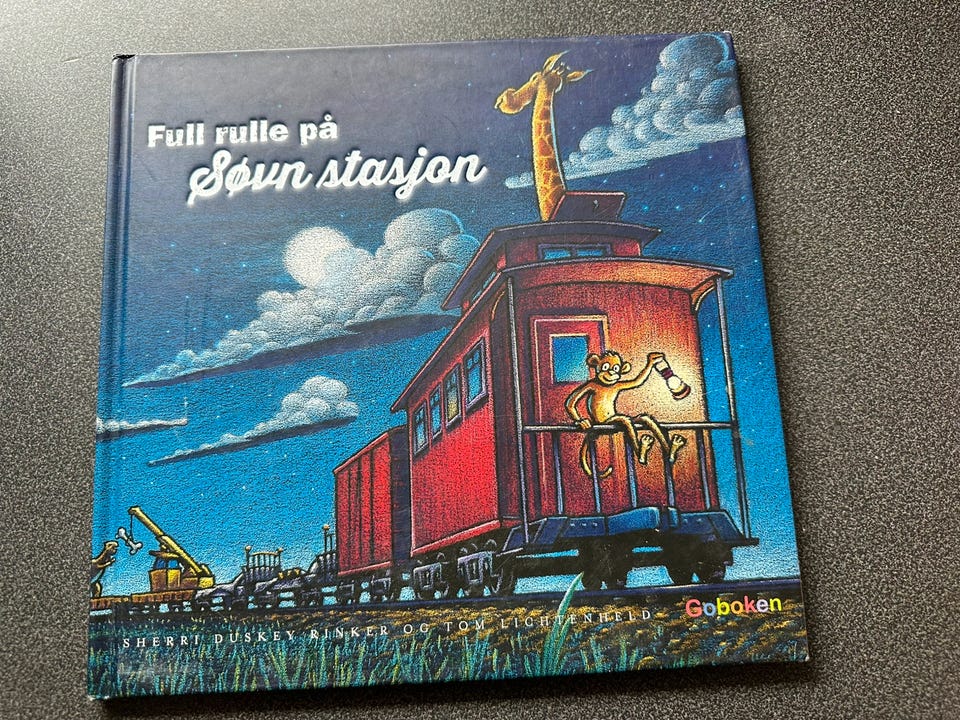 Full rulle på
Søvn stasjon
SHERRI DUSKEY RINKER OG TOM LICHTENHELD
Goboken